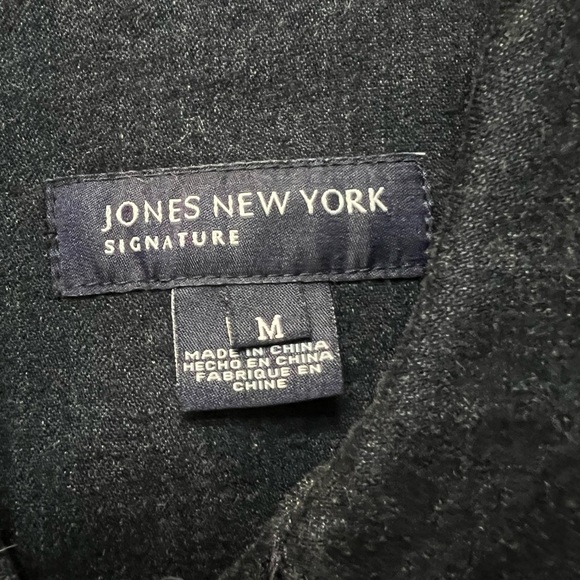 JONES NEW YORK
SIGNATURE
M
MADE IN CHINA
HECHO EN CHINA
FABRIQUE EN
CHINE